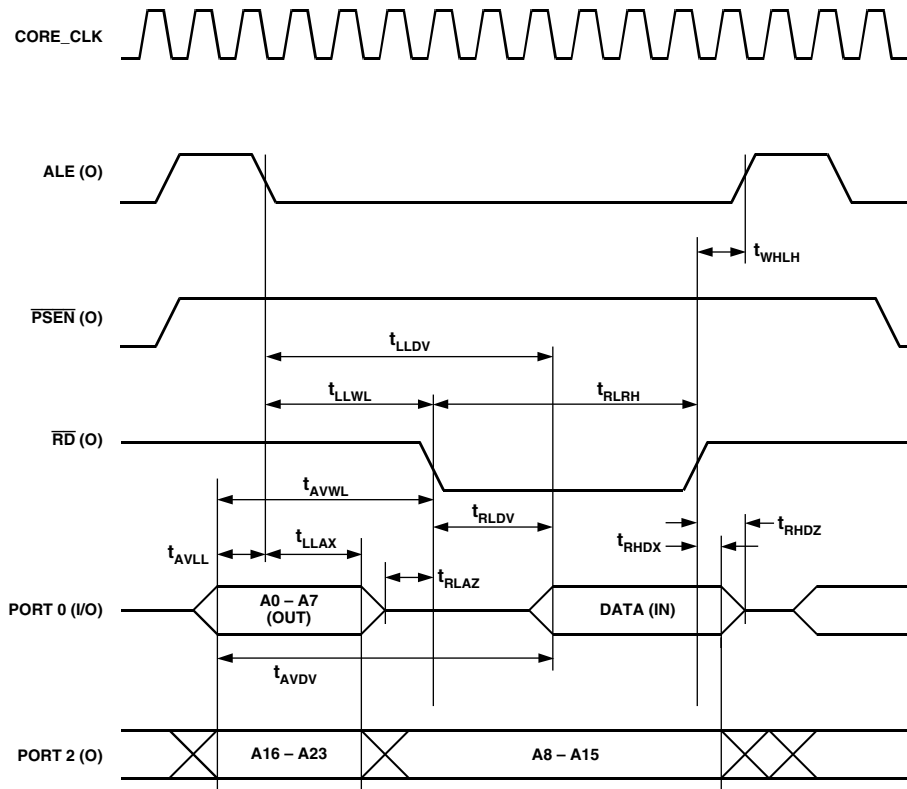 CORE_CLK
ALE (O)
tWHLH
PSEN (O)
tLLDV
tLLWL
tRLRH
RD (O)
tAVWL
tRLDV
tRHDZ
tAVLL
tLLAX
tRHDX
tRLAZ
PORT 0 (I/O)
A0 – A7
(OUT)
DATA (IN)
tAVDV
PORT 2 (O)
A16 – A23
A8 – A15